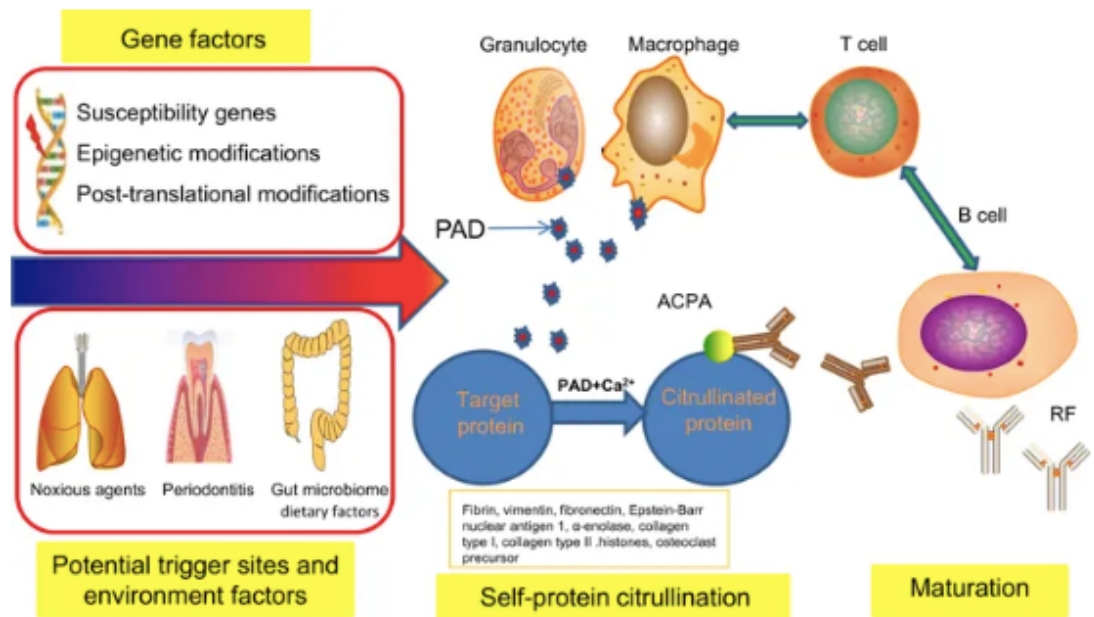 Gene factors
Susceptibility genes
Epigenetic modifications
Post-translational modifications
Noxious agents
Periodontitis
Gut microbiome
dietary factors
Potential trigger sites and
environment factors
Granulocyte
Macrophage
T cell
B cell
PAD
ACPA
Target
protein
PAD+Ca²⁺
Citrullinated
protein
RF
Fibrin, vimentin, fibronectin, Epstein-Barr
nuclear antigen 1, α-enolase, collagen
type I, collagen type II .histones, osteoclast
precursor
Self-protein citrullination
Maturation